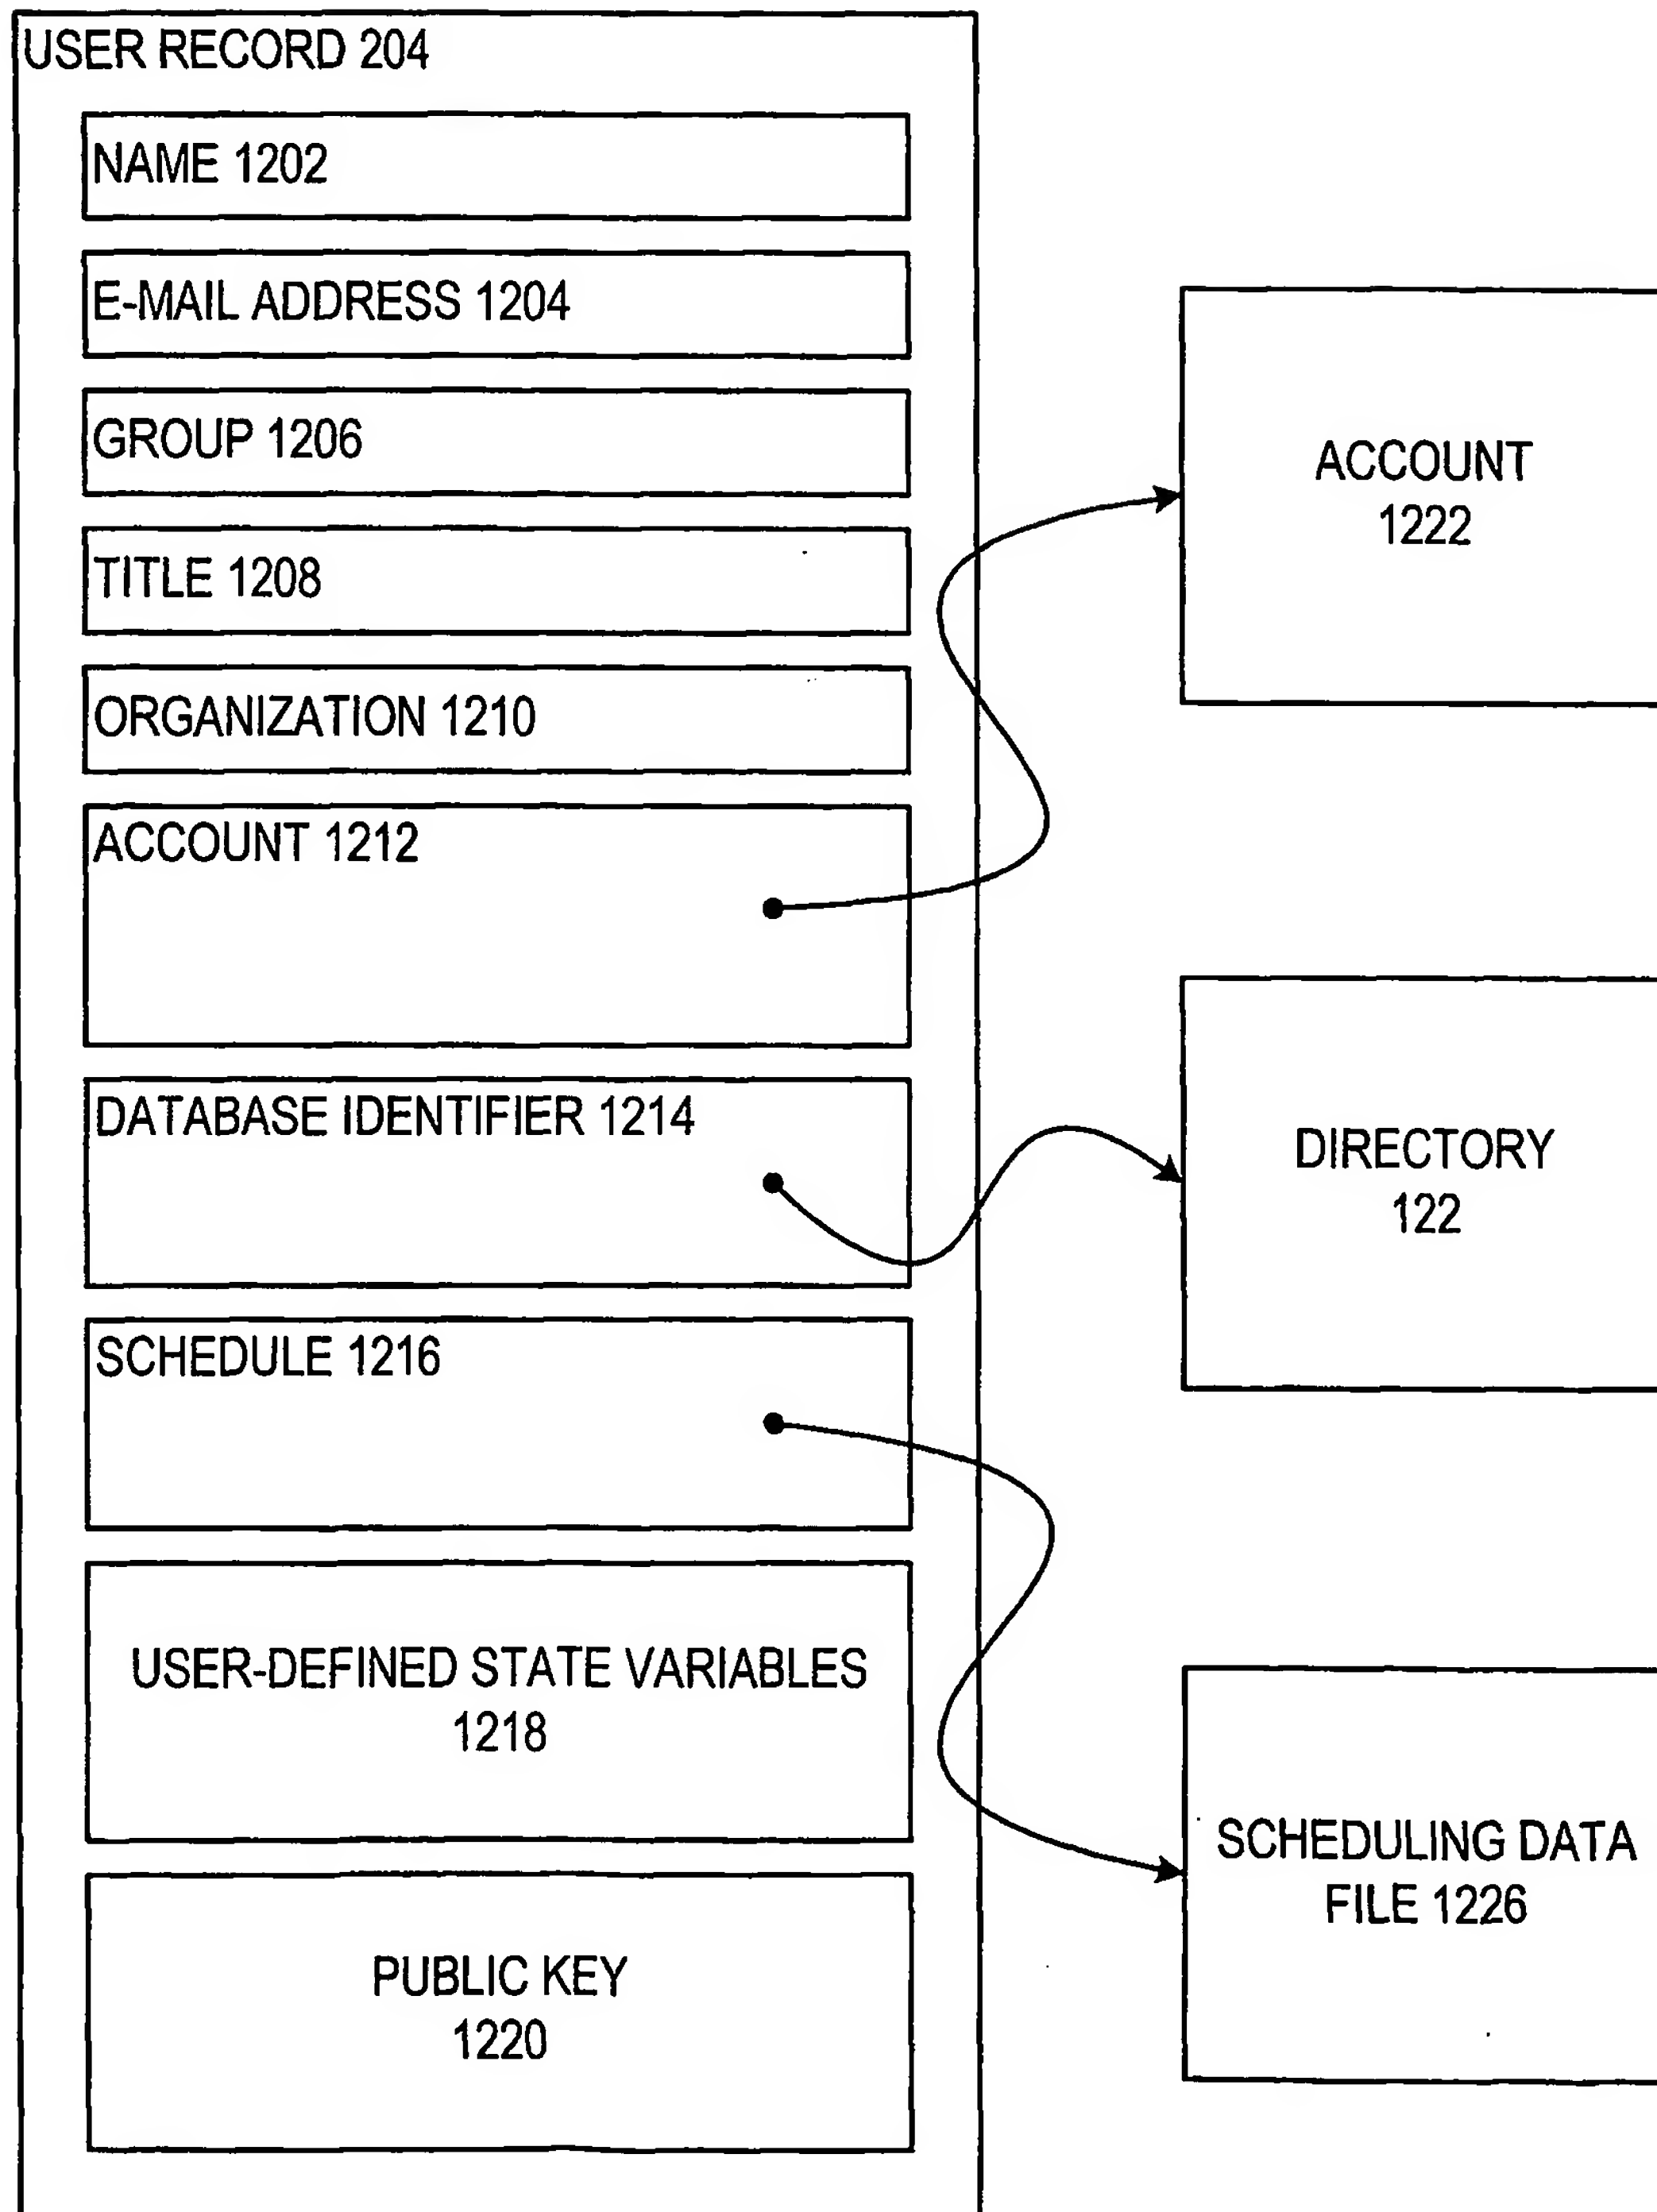 USER RECORD 204
NAME 1202
E-MAIL ADDRESS 1204
GROUP 1206
TITLE 1208
ORGANIZATION 1210
ACCOUNT 1212
DATABASE IDENTIFIER 1214
SCHEDULE 1216
USER-DEFINED STATE VARIABLES
1218
PUBLIC KEY
1220
ACCOUNT
1222
DIRECTORY
122
SCHEDULING DATA
FILE 1226